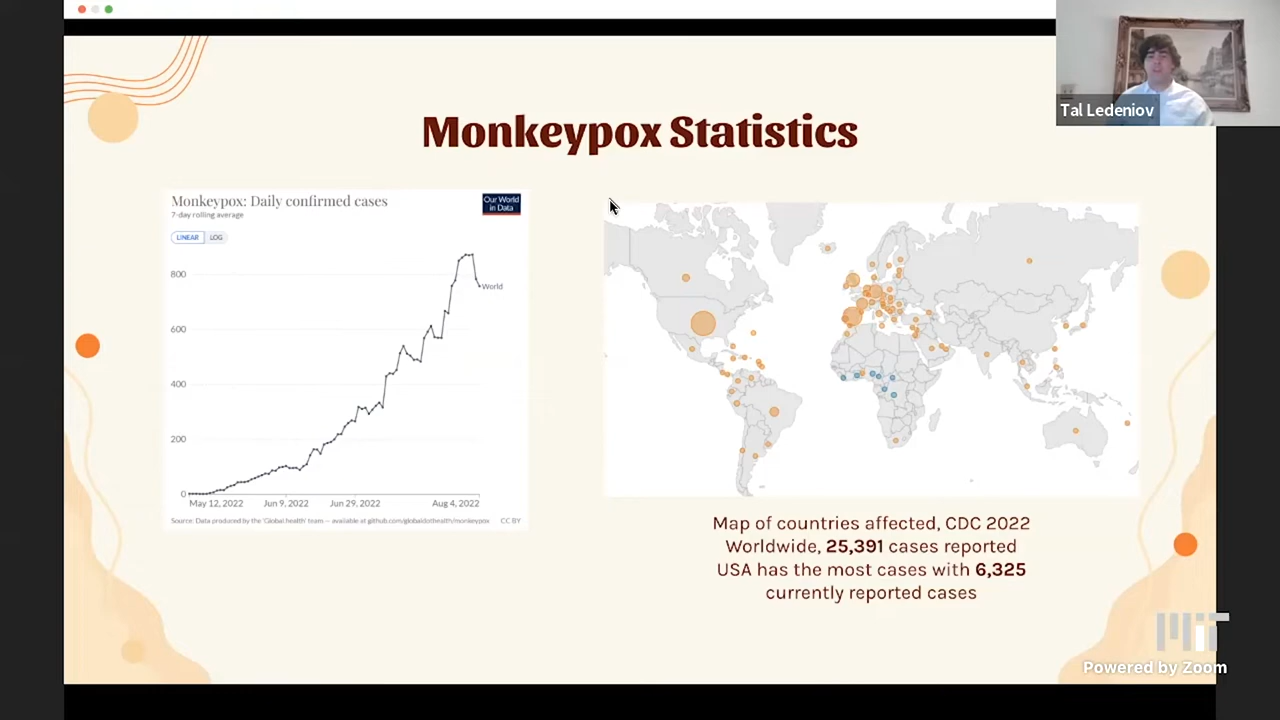 Tal Ledeniov
Monkeypox Statistics
Monkeypox: Daily confirmed cases
7-day rolling average
Our World
in Data
LINEAR LOG
800
600
400
200
0
World
May 12, 2022 Jun 9, 2022 Jun 29, 2022 Aug 4, 2022
Source: Data produced by the 'Global health' team — available at github.com/globaldothealth/monkeypox CC BY
Map of countries affected, CDC 2022
Worldwide, 25,391 cases reported
USA has the most cases with 6,325
currently reported cases
MIT
Powered by Zoom